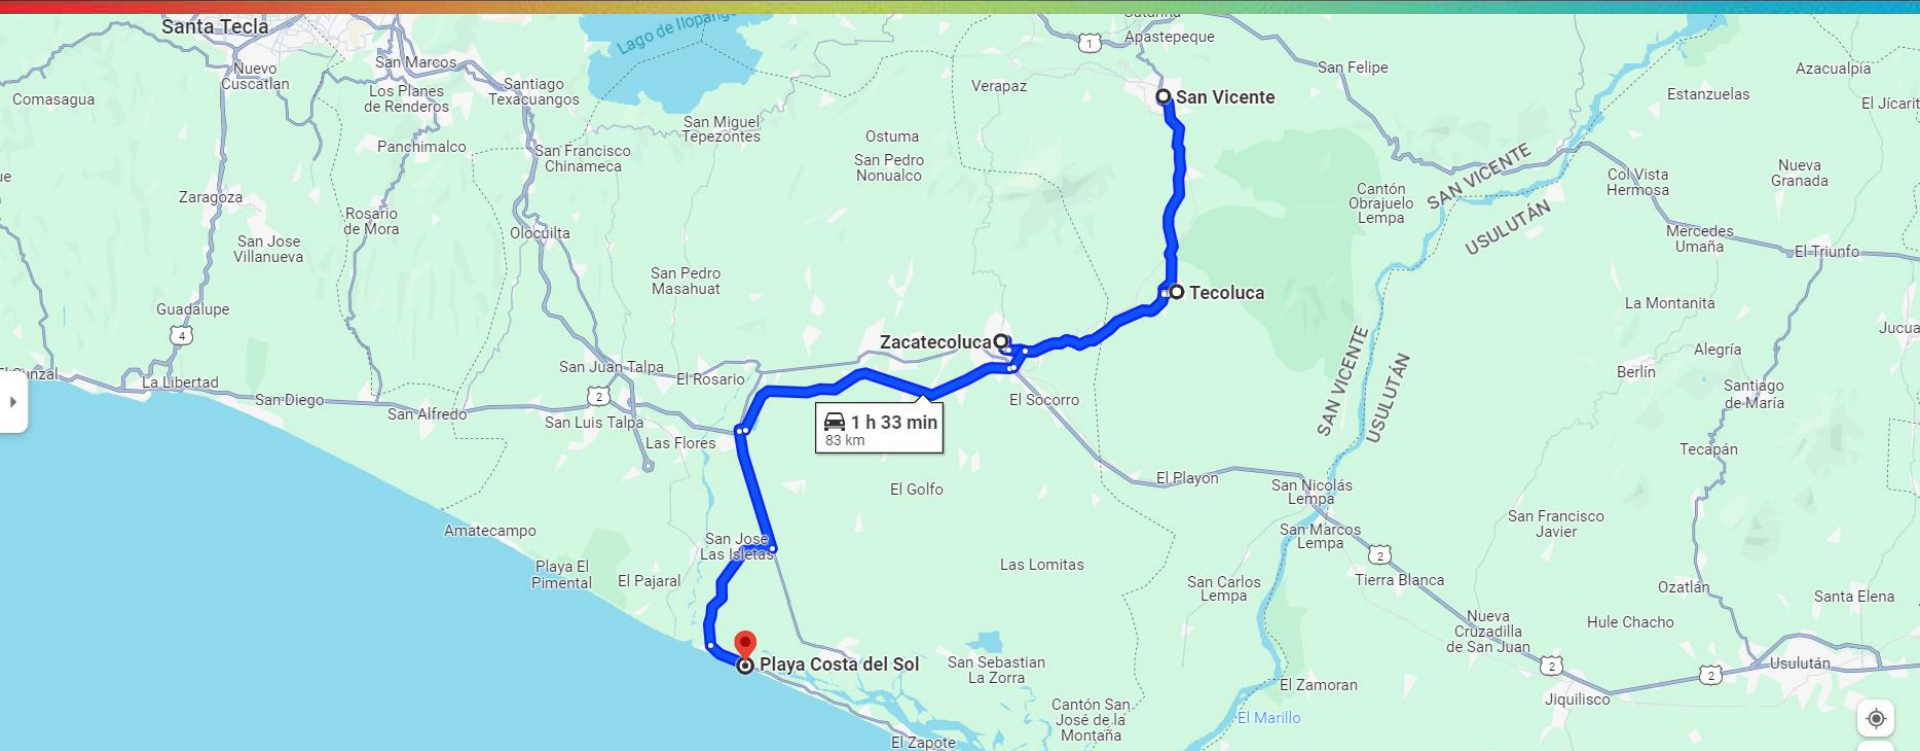 Santa Tecla
Lago de Ilopango
Apastepeque
1
San Marcos
San Felipe
Nuevo
Cuscatlan
Azacualpía
Comasagua
Los Planes
de Renderos
Santiago
Texacuangos
Verapaz
San Vicente
Estanzuelas
El Jícarit
San Miguel
Tepezontes
Ostuma
Panchimalco
San Francisco
Chinameca
San Pedro
Nonualco
SAN VICENTE
USULUTÁN
Col Vista
Hermosa
Nueva
Granada
Zaragoza
Cantón
Obrajuelo
Lempa
Rosario
de Mora
Olocuilta
San Jose
Villanueva
Mercedes
Umaña
El Triunfo
San Pedro
Masahuat
Tecoluca
Guadalupe
La Montanita
4
Zacatecoluca
Jucua
SAN VICENTE
USULUTÁN
Alegría
San Juan Talpa
El Rosario
Berlín
La Libertad
San Diego
2
Santiago
de María
San Alfredo
San Luis Talpa
El Socorro
1 h 33 min
83 km
Las Flores
Tecapán
El Playon
El Golfo
San Nicolás
Lempa
Amatecampo
San Jose
Las Isletas
San Marcos
Lempa
San Francisco
Javier
2
Playa El
Pimental
El Pajaral
Las Lomitas
San Carlos
Lempa
Tierra Blanca
Ozatlán
Santa Elena
Nueva
Cruzadilla
de San Juan
Hule Chacho
Playa Costa del Sol
San Sebastian
La Zorra
2
2
Usulután
El Zamoran
Jiquilisco
Cantón San
José de la
Montaña
El Marillo
El Zapote